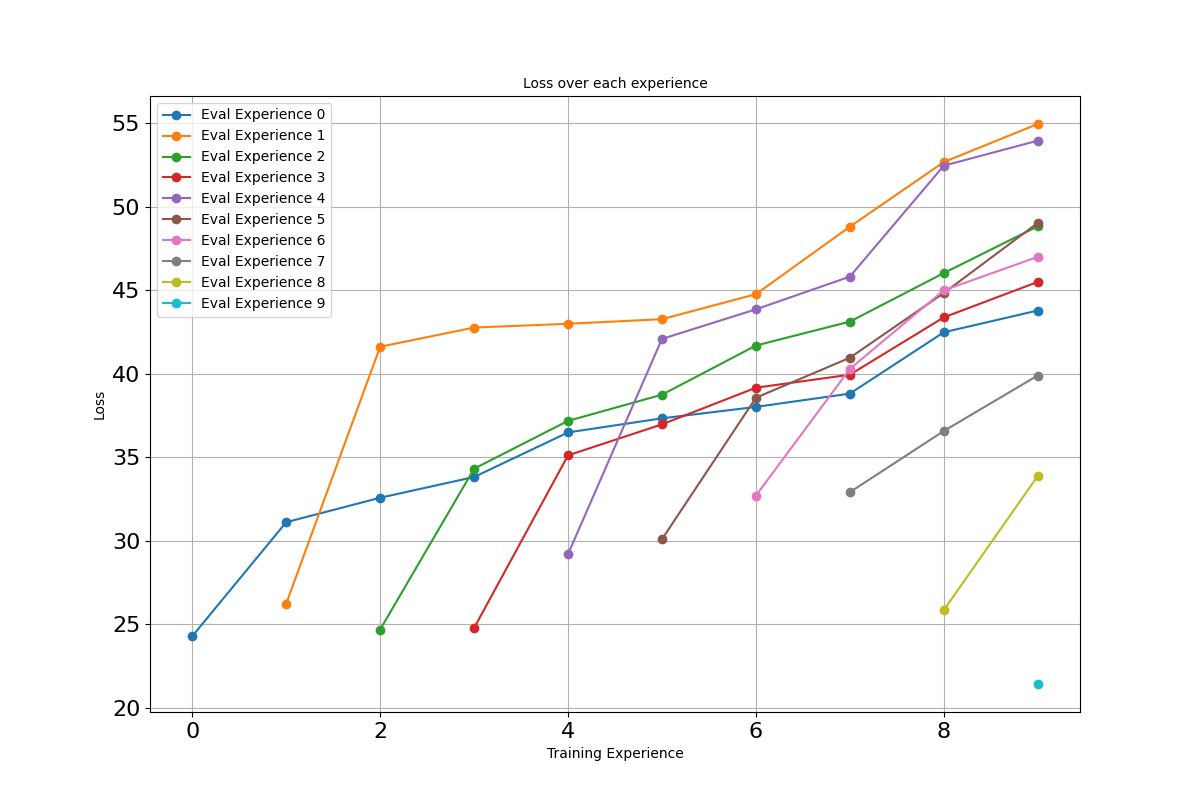 Loss over each experience
Eval Experience 0
Eval Experience 1
Eval Experience 2
Eval Experience 3
Eval Experience 4
Eval Experience 5
Eval Experience 6
Eval Experience 7
Eval Experience 8
Eval Experience 9
55
50
45
40
35
30
25
20
Loss
0 2 4 6 8
Training Experience